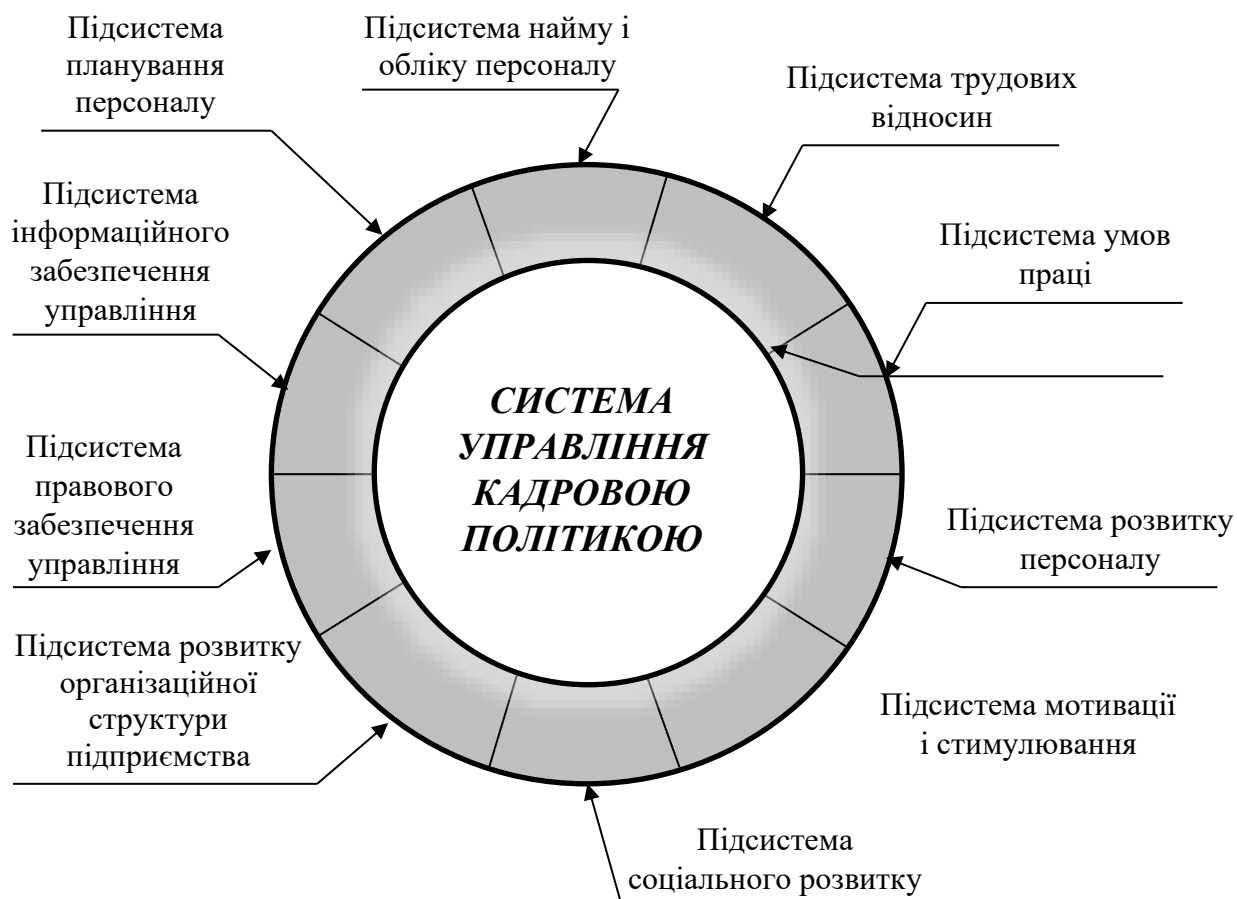 Підсистема
планування
персоналу
Підсистема найму і
обліку персоналу
Підсистема трудових
відносин
Підсистема
інформаційного
забезпечення
управління
Підсистема умов
праці
СИСТЕМА
УПРАВЛІННЯ
КАДРОВОЮ
ПОЛІТИКОЮ
Підсистема
правового
забезпечення
управління
Підсистема розвитку
персоналу
Підсистема розвитку
організаційної
структури
підприємства
Підсистема мотивації
і стимулювання
Підсистема
соціального розвитку